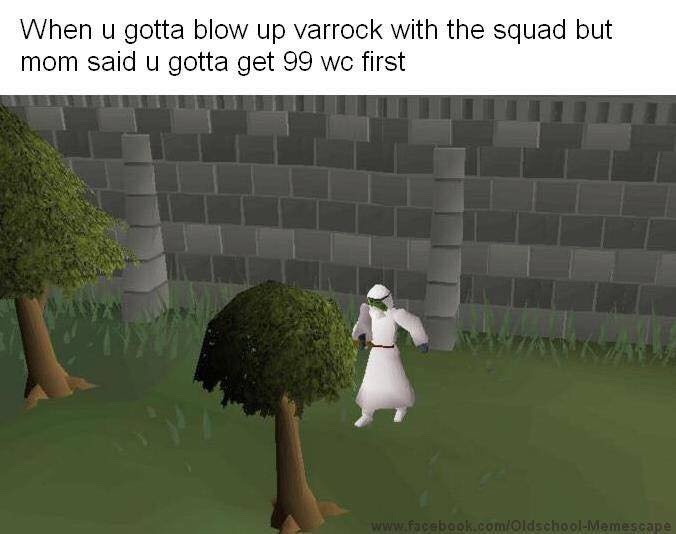 When u gotta blow up varrock with the squad but
mom said u gotta get 99 wc first
www.facebook.com/Oldschool-Memescape